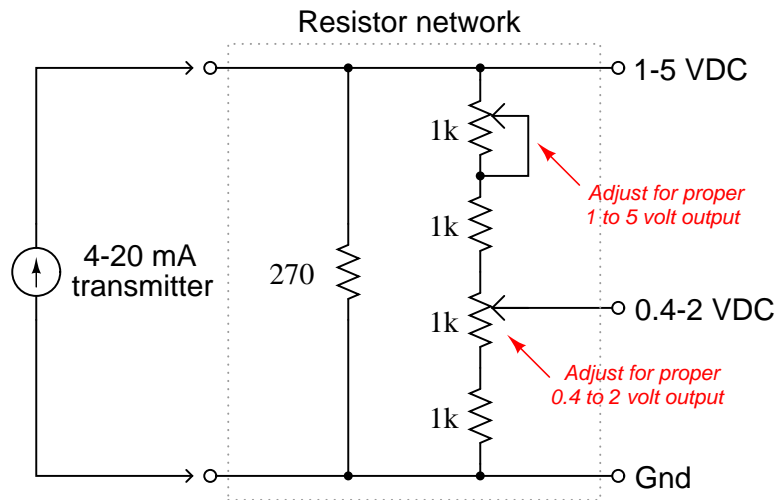 Resistor network
1-5 VDC
1k
Adjust for proper
1 to 5 volt output
1k
4-20 mA
transmitter
270
1k
0.4-2 VDC
Adjust for proper
0.4 to 2 volt output
1k
Gnd